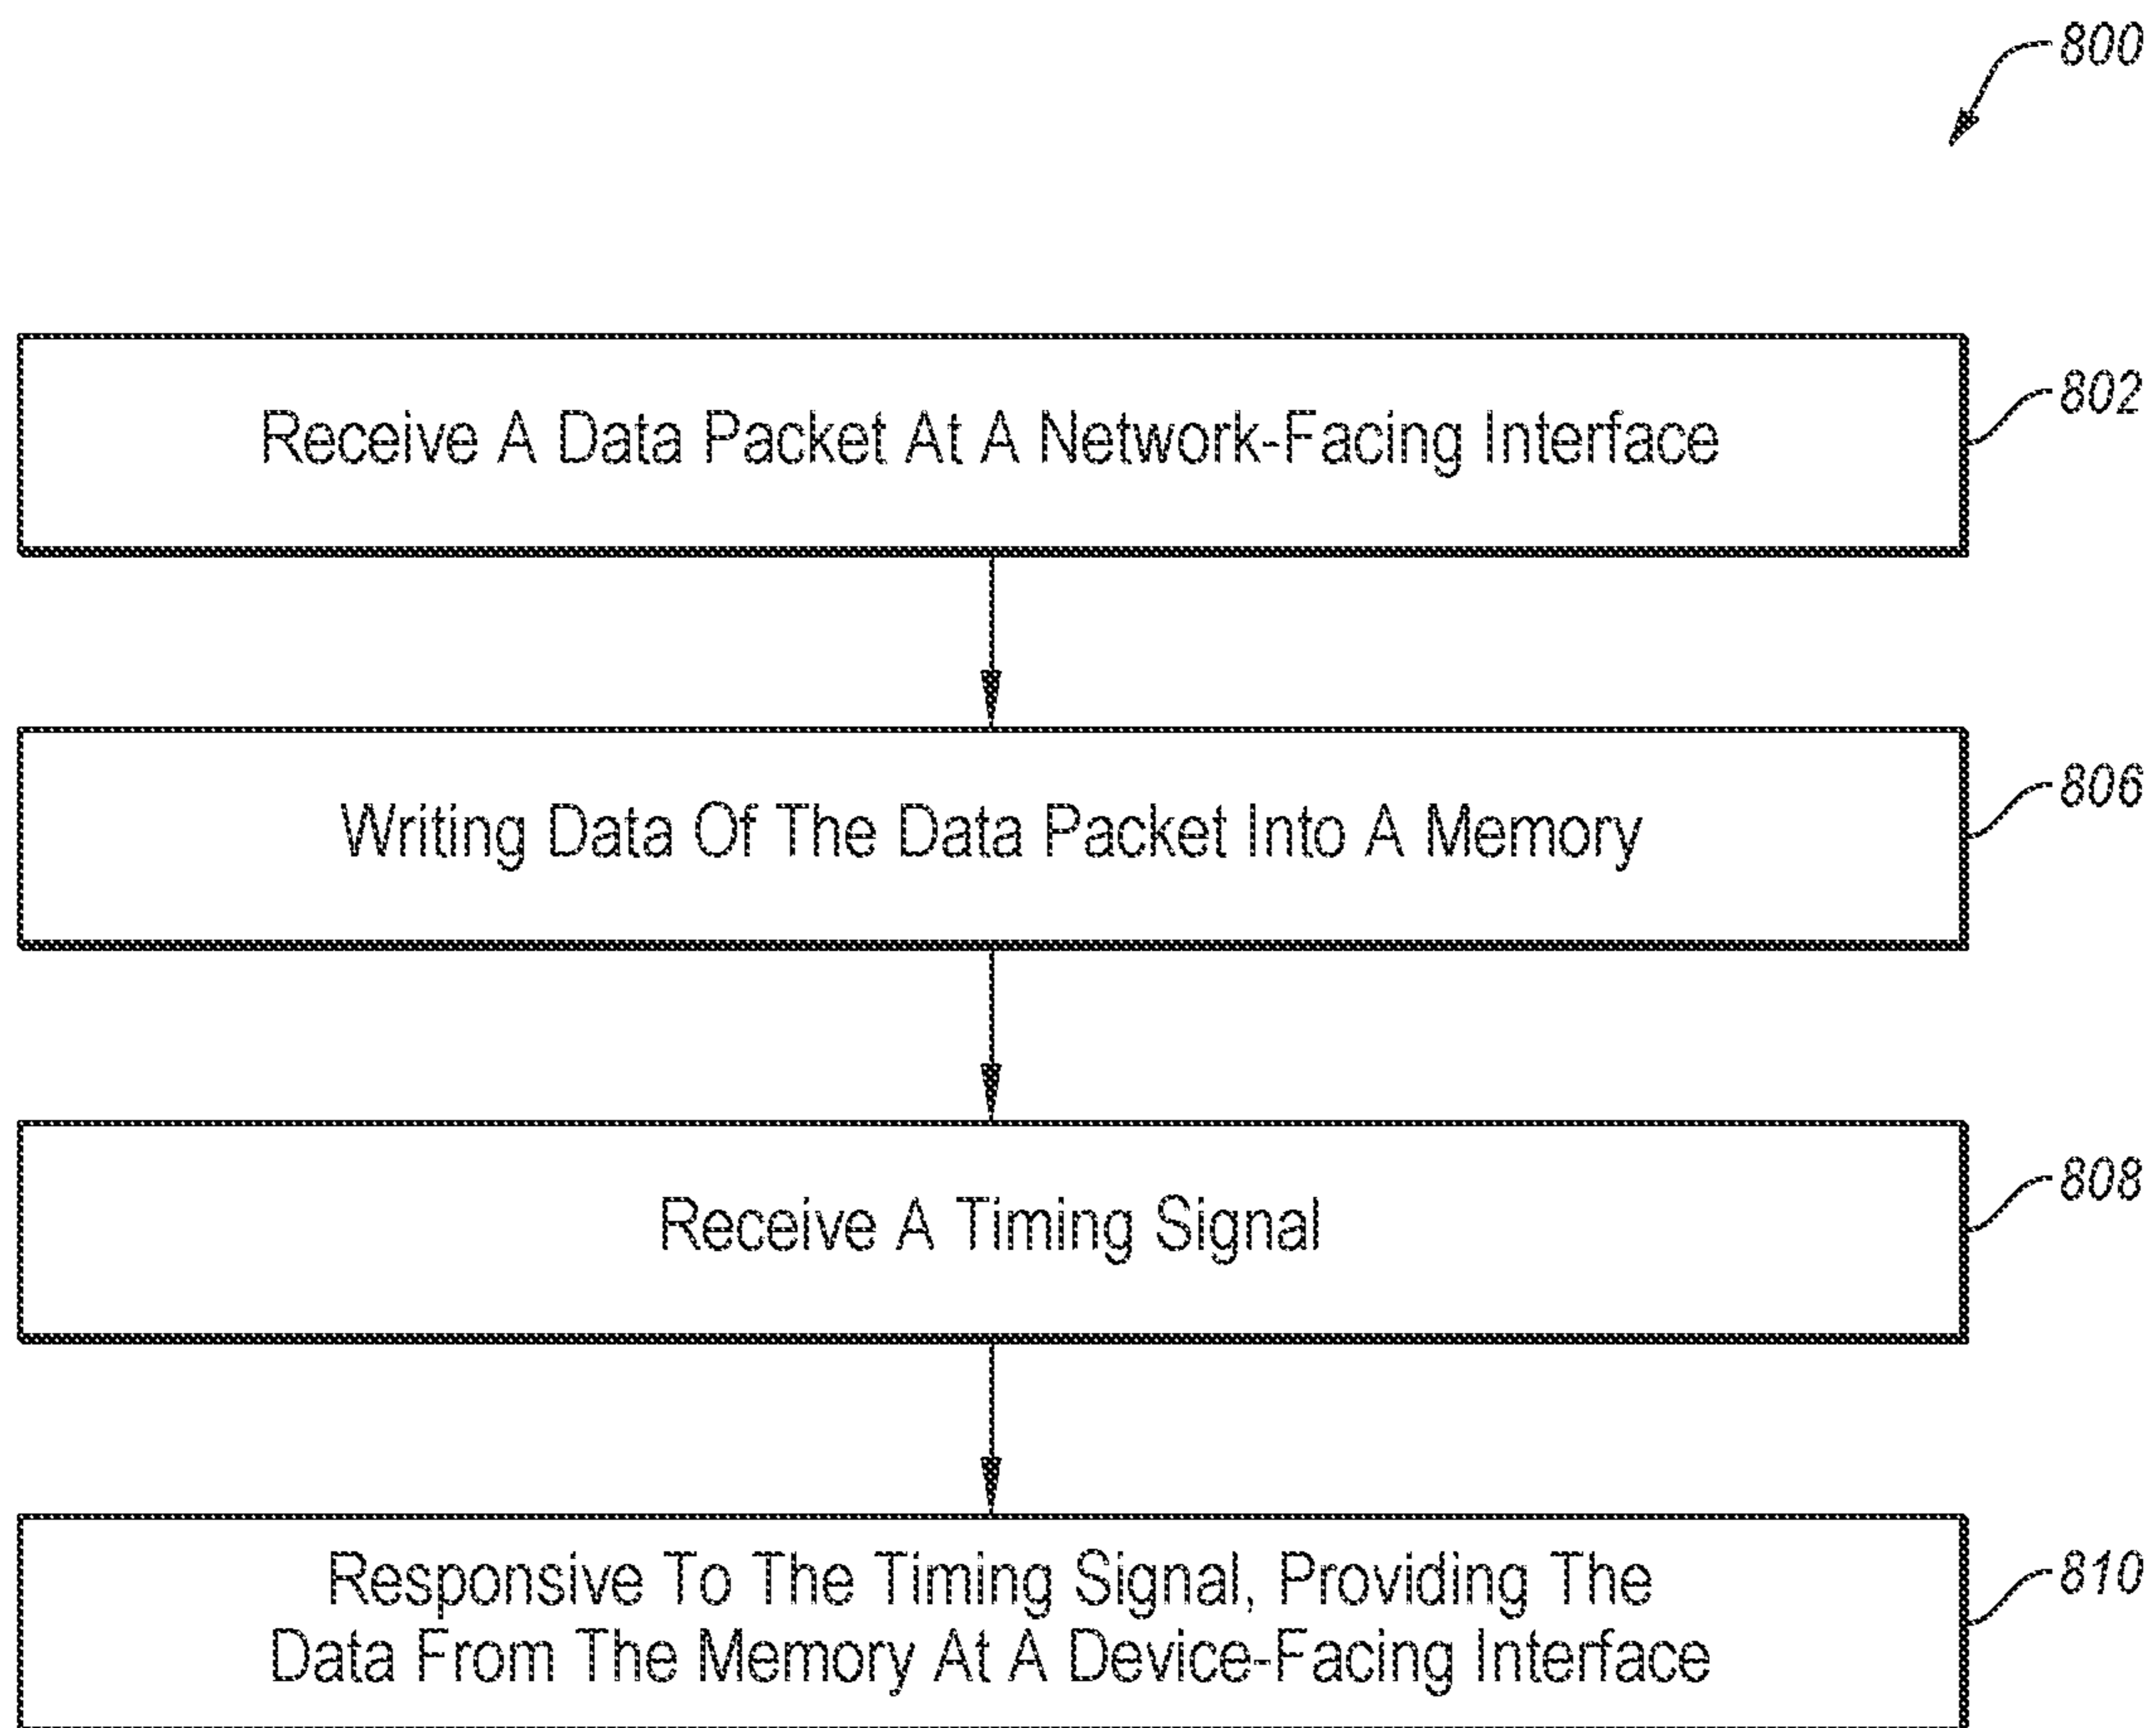 800
Receive A Data Packet At A Network-Facing Interface
802
Writing Data Of The Data Packet Into A Memory
806
Receive A Timing Signal
808
Responsive To The Timing Signal, Providing The
Data From The Memory At A Device-Facing Interface
810